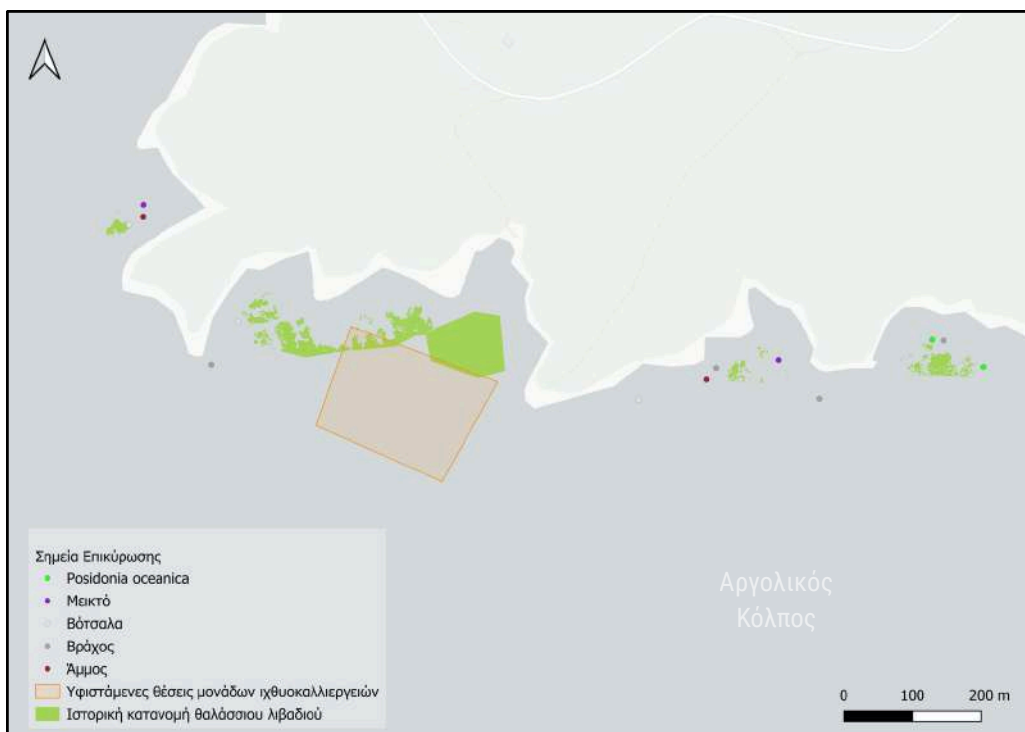 Αργολικός
Κόλπος
Σημεία Επικύρωσης
Posidonia oceanica
Μεικτό
Βότσαλα
Βράχος
Άμμος
Υφιστάμενες θέσεις μονάδων ιχθυοκαλλιεργειών
Ιστορική κατανομή θαλάσσιου λιβαδιού
0 100 200 m